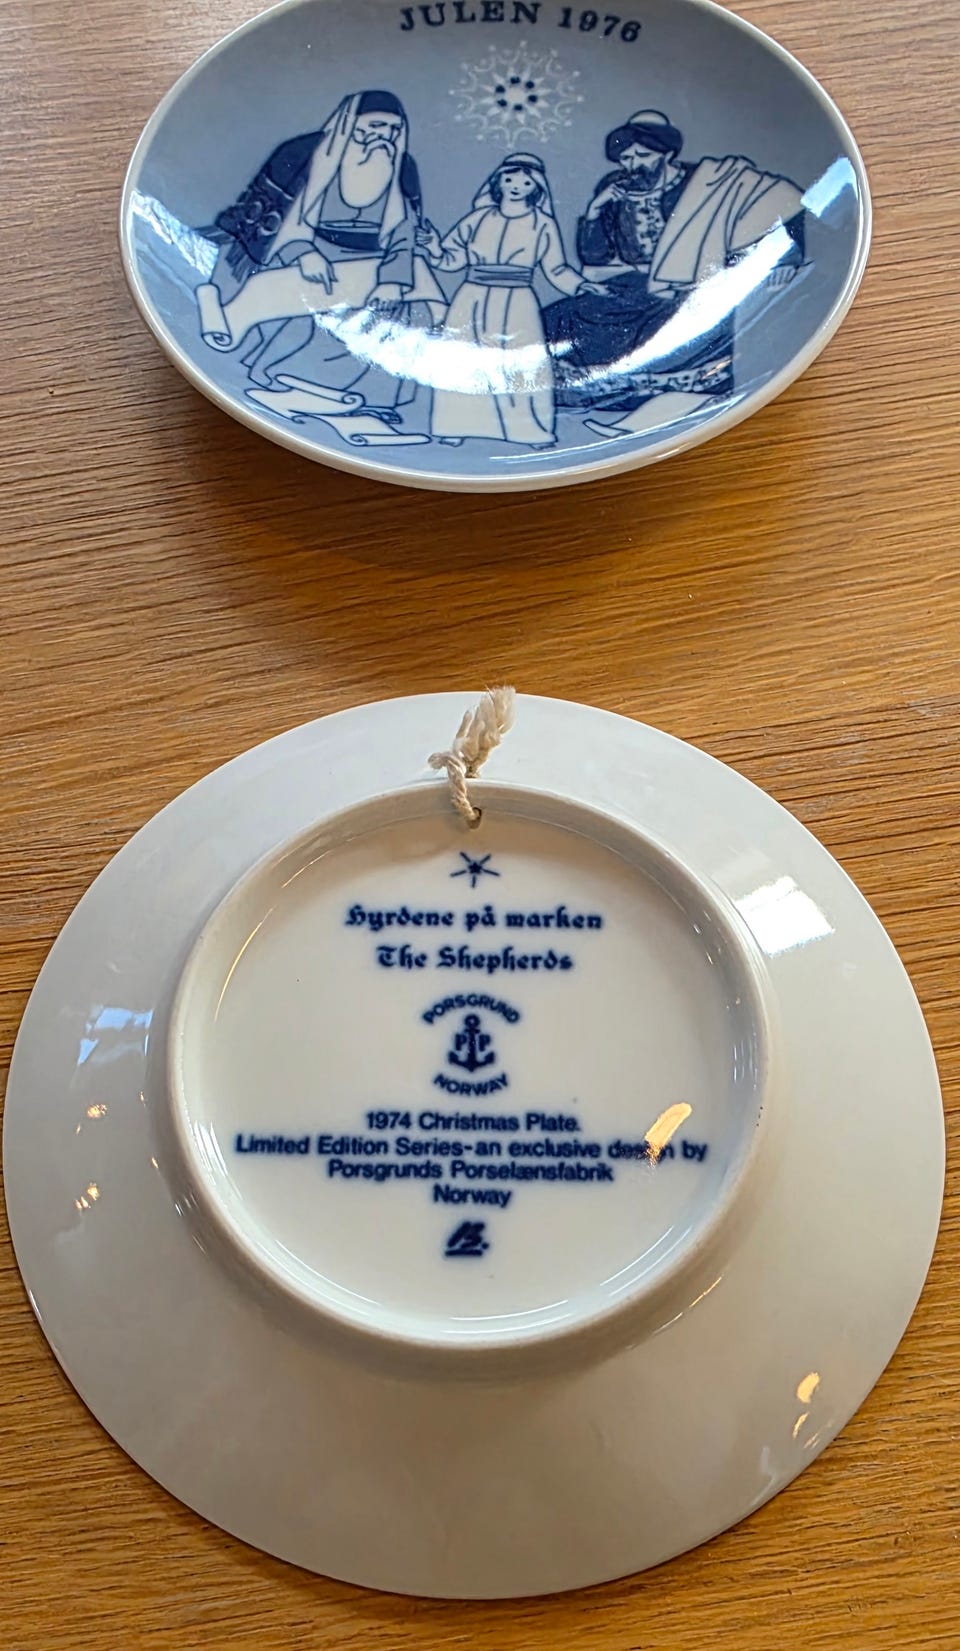 JULEN 1976
Hyrdene på marken
The Shepherds
PORSGRUND
P P
NORWAY
1974 Christmas Plate.
Limited Edition Series-an exclusive design by
Porsgrunds Porselænsfabrik
Norway